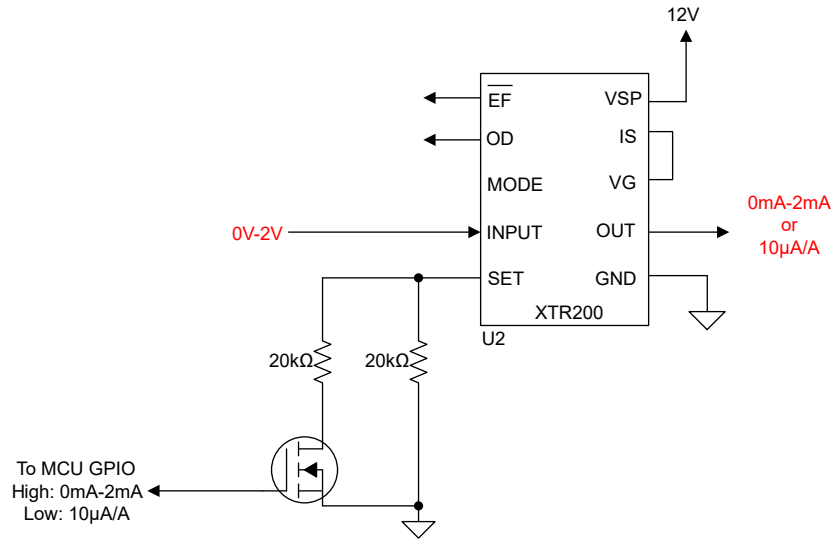 12V
EF
VSP
OD
IS
MODE
VG
0mA-2mA
or
10µA/A
0V-2V
INPUT
OUT
SET
GND
XTR200
U2
20kΩ
20kΩ
To MCU GPIO
High: 0mA-2mA
Low: 10µA/A